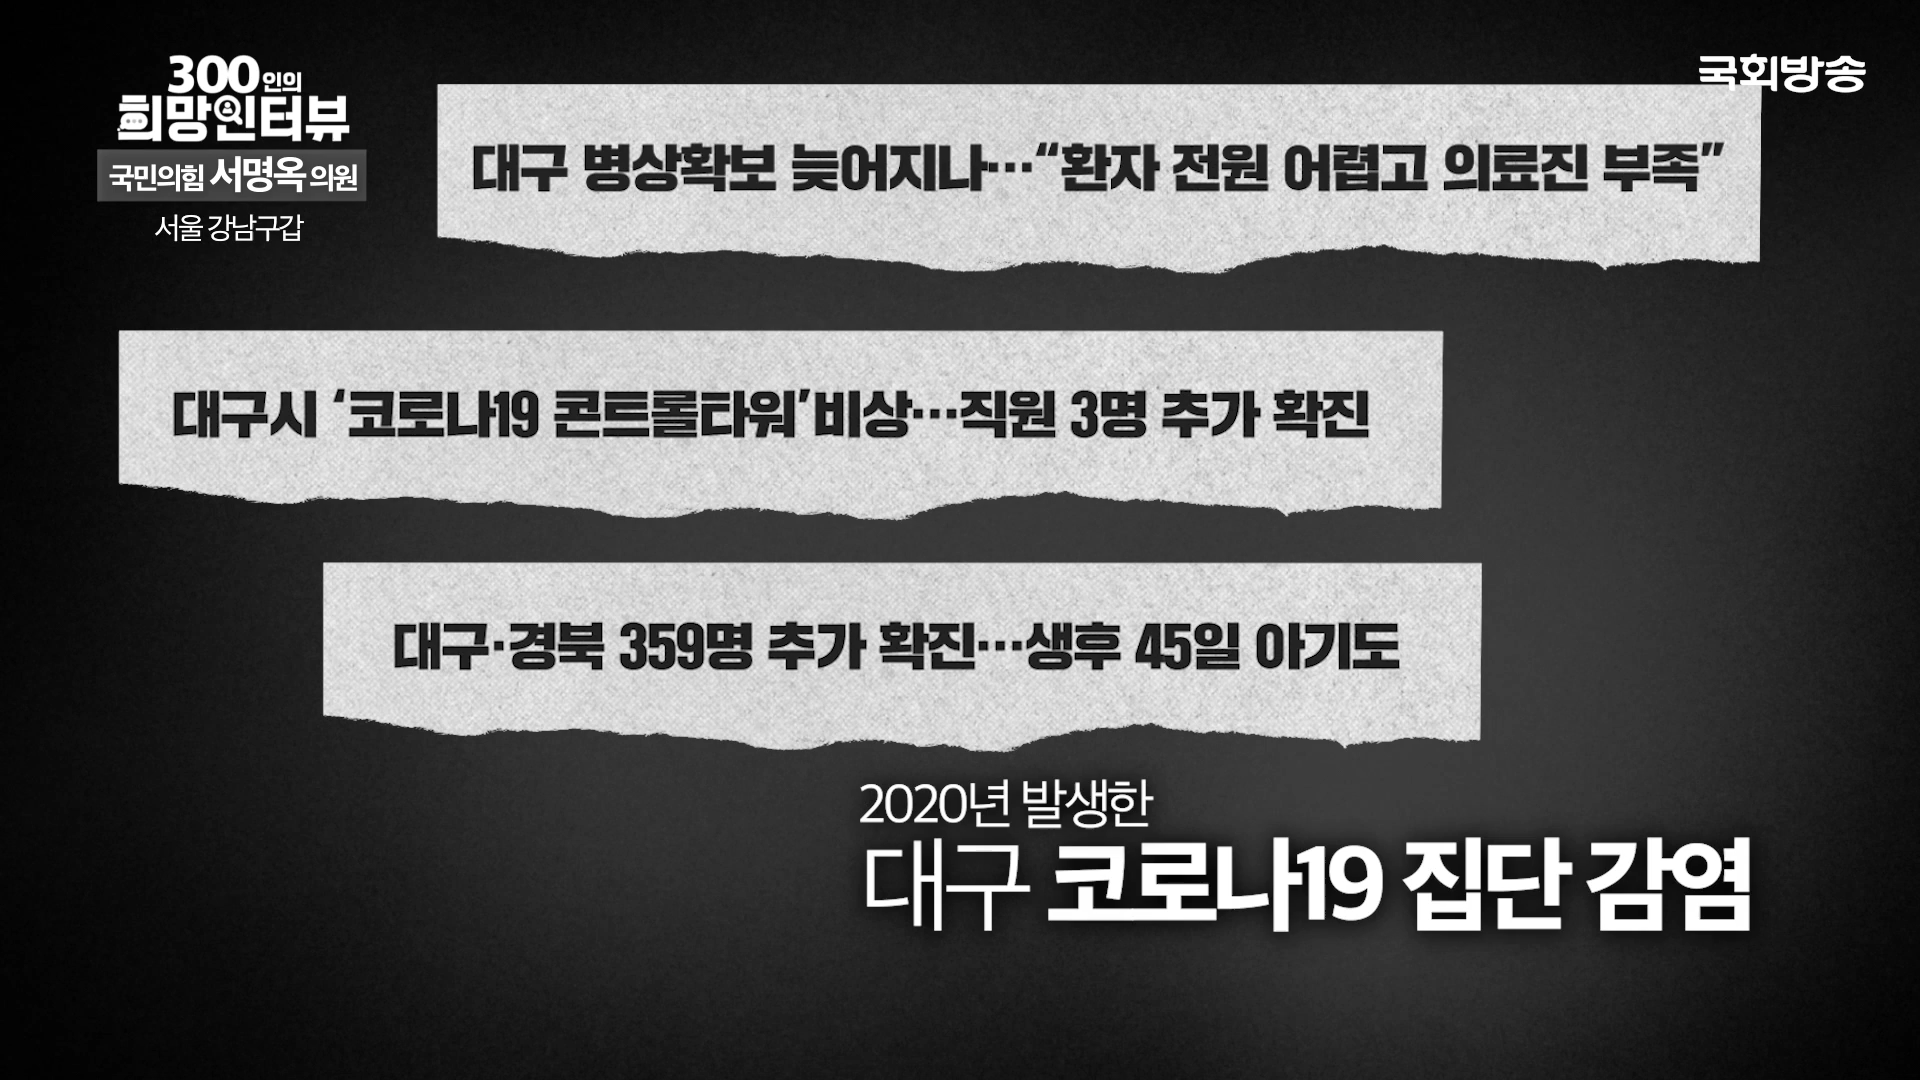 300인의
희망인터뷰
국민의힘 서명옥 의원
서울 강남구갑
국회방송
대구 병상확보 늦어지나…“환자 전원 어렵고 의료진 부족”
대구시 ‘코로나19 콘트롤타워’비상…직원 3명 추가 확진
대구·경북 359명 추가 확진…생후 45일 아기도
2020년 발생한
대구 코로나19 집단 감염